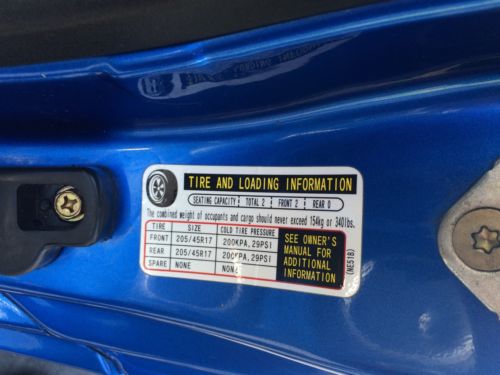 TIRE AND LOADING INFORMATION
SEATING CAPACITY TOTAL 2 FRONT 2 REAR 0
The combined weight of occupants and cargo should never exceed 154kg or 340lbs.
TIRE SIZE COLD TIRE PRESSURE
FRONT 205/45R17 200KPA,29PSI
REAR 205/45R17 200KPA,29PSI
SPARE NONE NONE
SEE OWNER'S
MANUAL FOR
ADDITIONAL
INFORMATION
(NE51B)